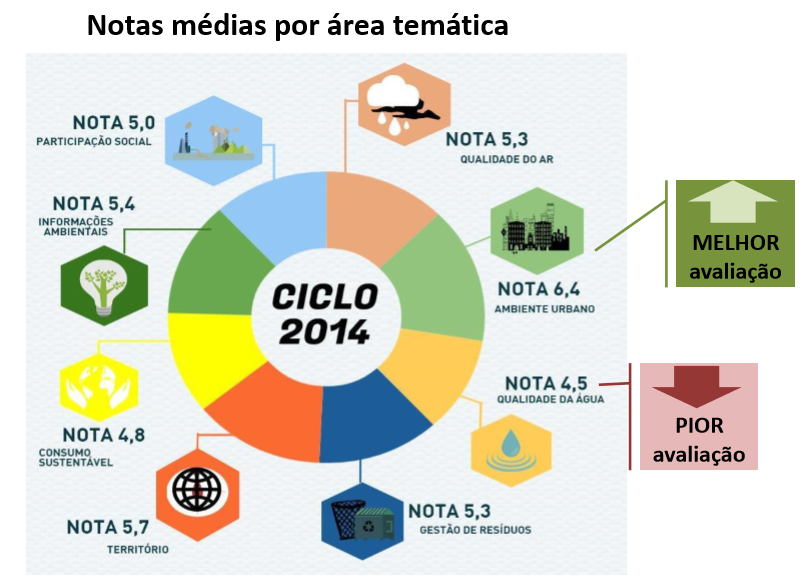 Notas médias por área temática
NOTA 5,0
PARTICIPAÇÃO SOCIAL
NOTA 5,3
QUALIDADE DO AR
NOTA 5,4
INFORMAÇÕES
AMBIENTAIS
NOTA 6,4
AMBIENTE URBANO
MELHOR
avaliação
CICLO
2014
NOTA 4,5
QUALIDADE DA ÁGUA
PIOR
avaliação
NOTA 4,8
CONSUMO
SUSTENTÁVEL
NOTA 5,7
TERRITÓRIO
NOTA 5,3
GESTÃO DE RESÍDUOS